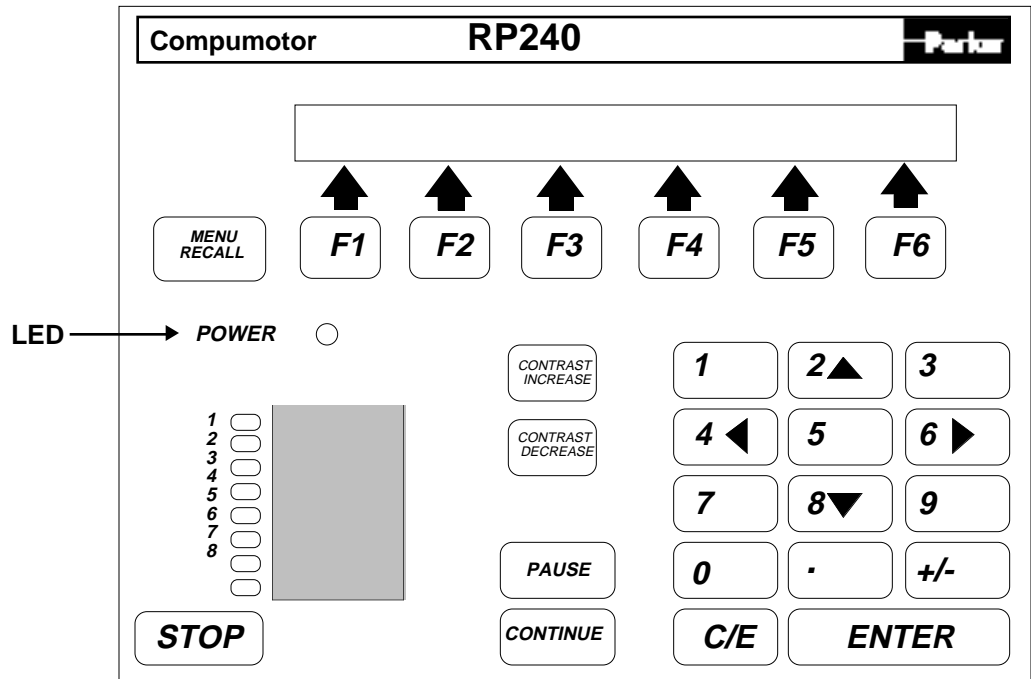 Compumotor RP240 Parker
MENU
RECALL
F1 F2 F3 F4 F5 F6
LED POWER
CONTRAST
INCREASE
CONTRAST
DECREASE
1 2 3
4 5 6
7 8 9
0 . +/-
1
2
3
4
5
6
7
8
PAUSE
STOP CONTINUE C/E ENTER